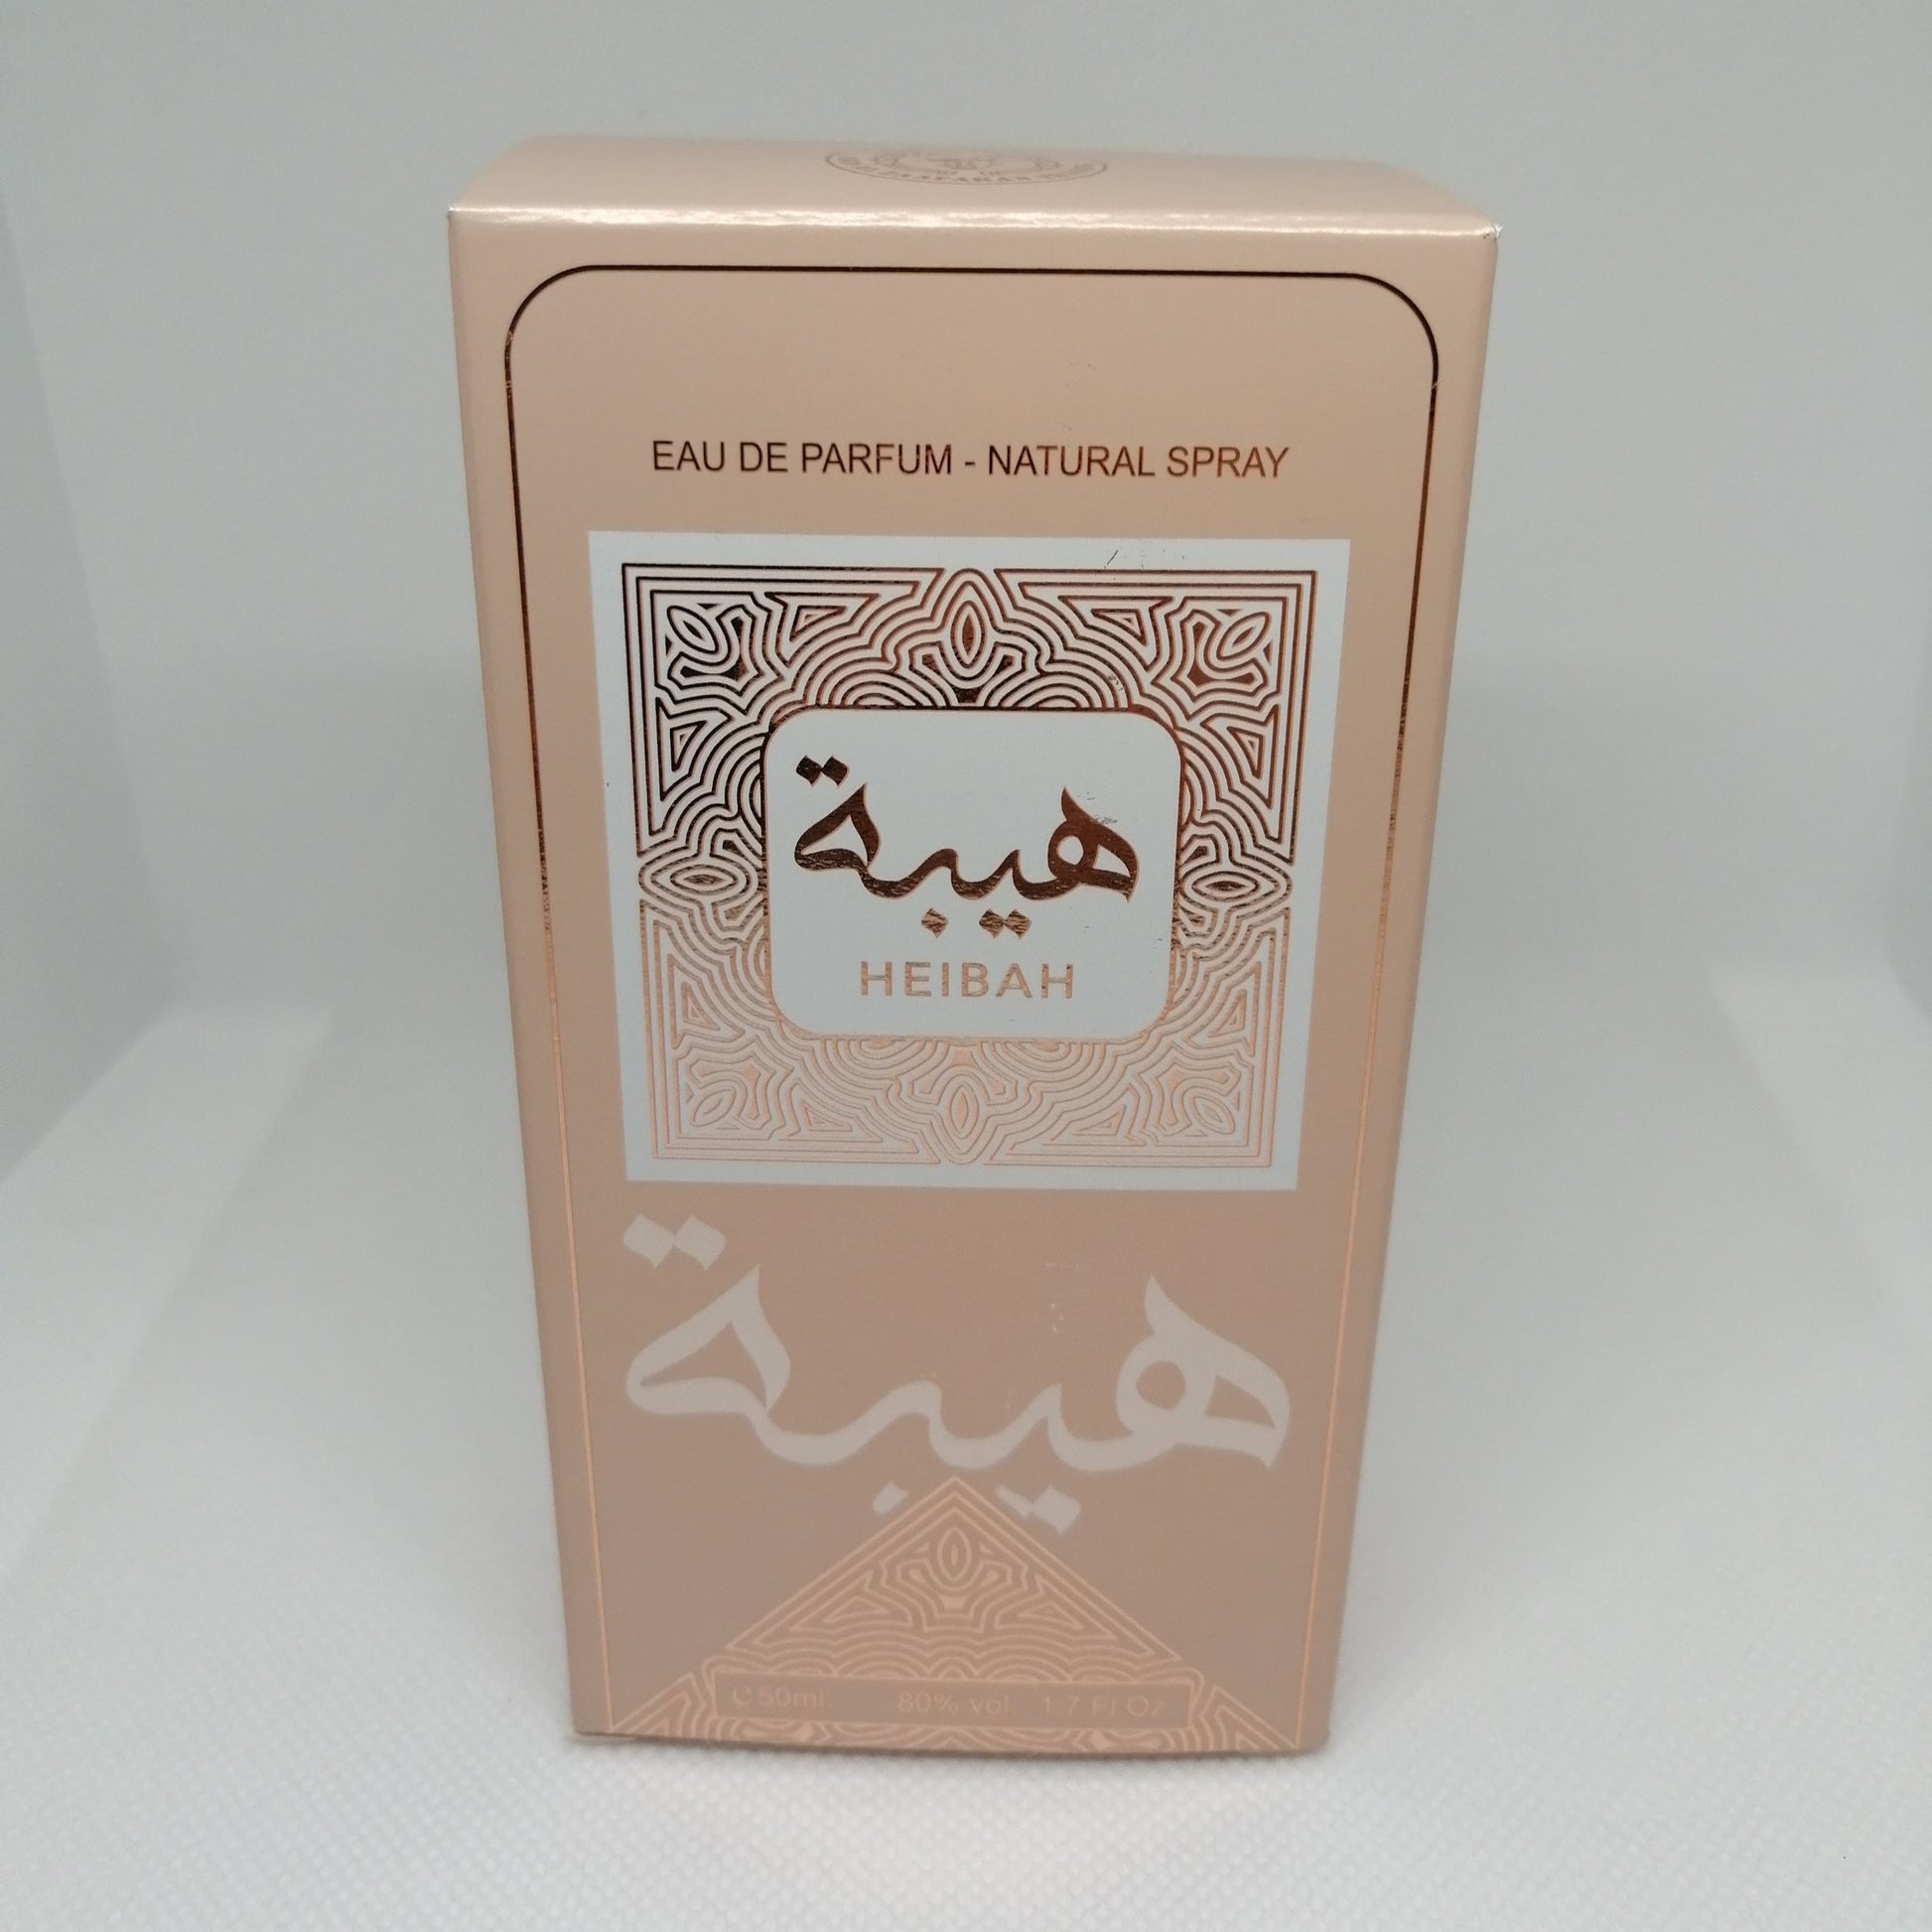 EAU DE PARFUM - NATURAL SPRAY
هيبة
HEIBAH
هيبة
℮50ml. 80% vol. 1.7 Fl.Oz